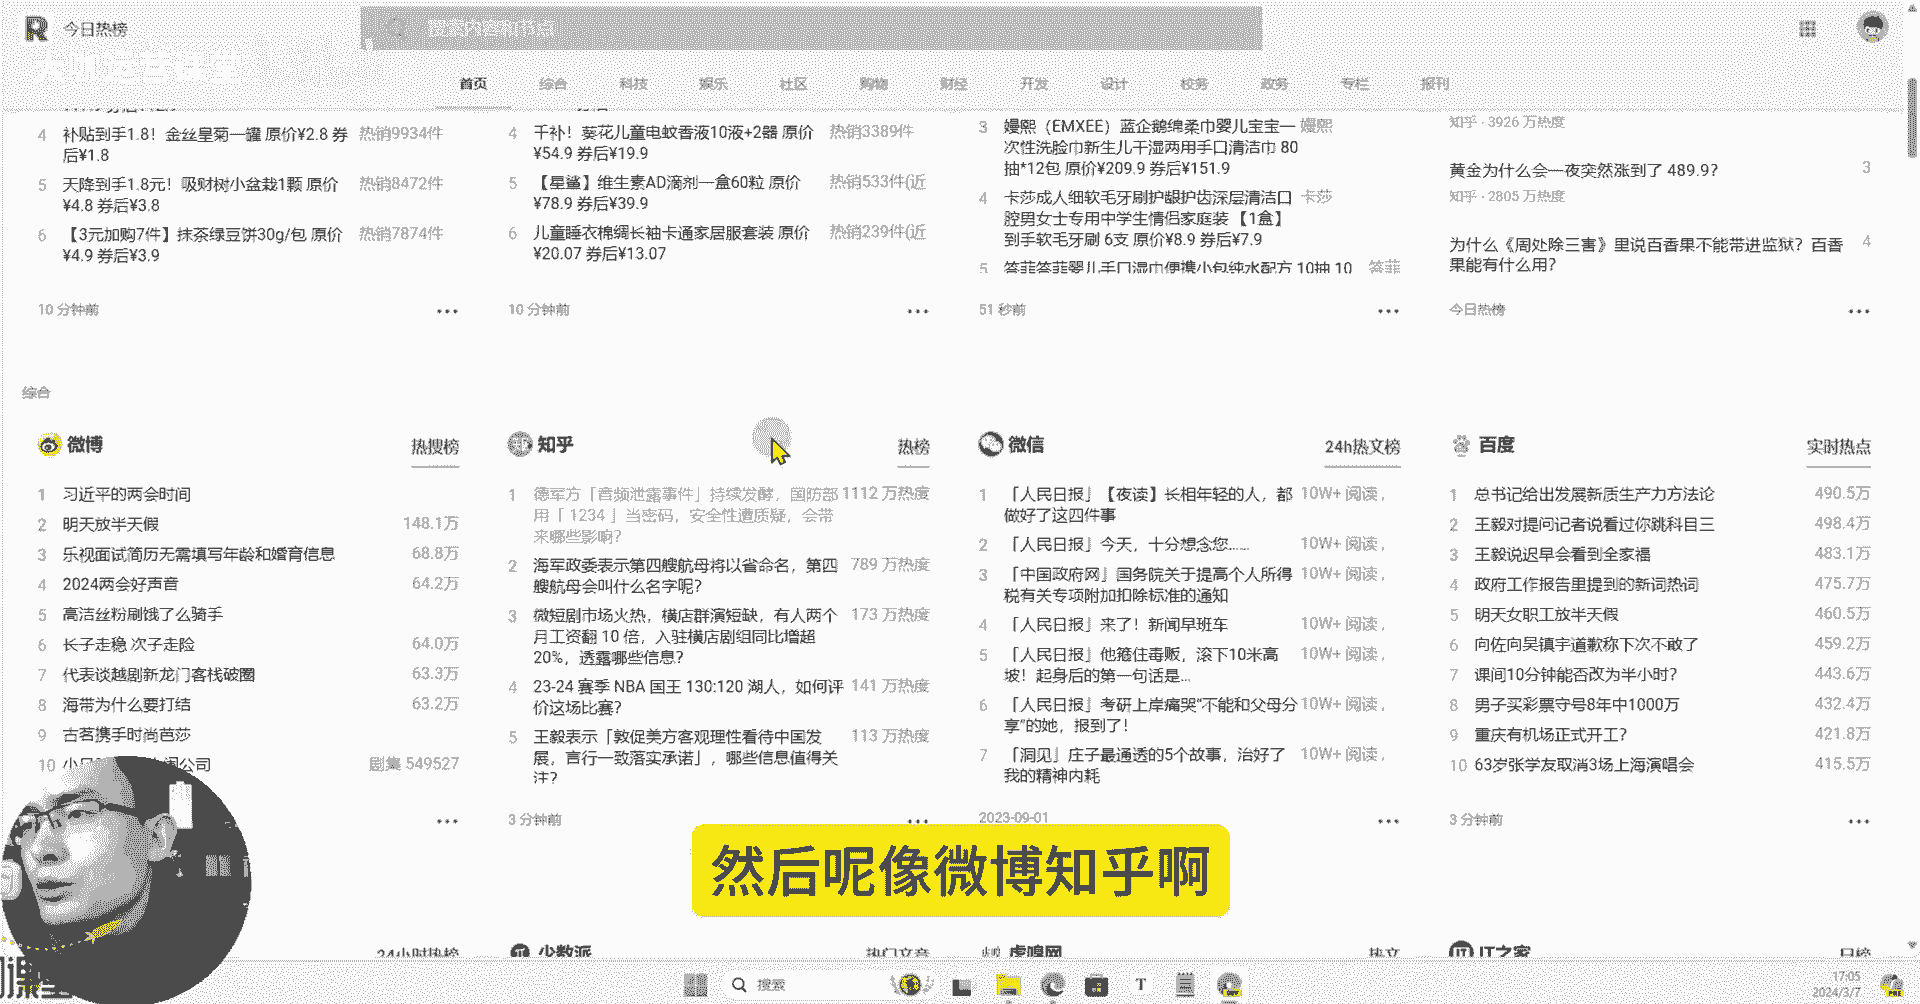 今日热榜
搜索内容和节点
首页 综合 科技 娱乐 社区 购物 财经 开发 设计 校务 政务 专栏 报刊
4 补贴到手1.8！金丝皇菊一罐 原价¥2.8 券 热销9934件
后¥1.8
5 天降到手1.8元！吸财树小盆栽1颗 原价 热销8472件
¥4.8 券后¥3.8
6 【3元加购7件】抹茶绿豆饼30g/包 原价 热销7874件
¥4.9 券后¥3.9
10 分钟前
4 千补！葵花儿童电蚊香液10液+2器 原价 热销3389件
¥54.9 券后¥19.9
5 【星鲨】维生素AD滴剂一盒60粒 原价 热销533件(近
¥78.9 券后¥39.9
6 儿童睡衣棉绸长袖卡通家居服套装 原价 热销239件(近
¥20.07 券后¥13.07
10 分钟前
3 嫚熙（EMXEE）蓝企鹅绵柔巾婴儿宝宝一 嫚熙
次性洗脸巾新生儿干湿两用手口清洁巾 80
抽*12包 原价¥209.9 券后¥151.9
4 卡莎成人细软毛牙刷护龈护齿深层清洁口 卡莎
腔男女士专用中学生情侣家庭装 【1盒】
到手软毛牙刷 6支 原价¥8.9 券后¥7.9
5 答菲答菲婴儿手口湿巾便携小包纯水配方 10抽 10 答菲
51 秒前
知乎 · 3926 万热度
黄金为什么会一夜突然涨到了 489.9? 3
知乎 · 2805 万热度
为什么《周处除三害》里说百香果不能带进监狱？百香 4
果能有什么用？
今日热榜
综合
微博 热搜榜
1 习近平的两会时间
2 明天放半天假 148.1万
3 乐视面试简历无需填写年龄和婚育信息 68.8万
4 2024两会好声音 64.2万
5 高洁丝粉刷饿了么骑手
6 长子走稳 次子走险 64.0万
7 代表谈越剧新龙门客栈破圈 63.3万
8 海带为什么要打结 63.2万
9 古茗携手时尚芭莎
10 公司 剧集 549527
知乎 热榜
1 德军方「音频泄露事件」持续发酵，国防部 1112 万热度
用「 1234 」当密码，安全性遭质疑，会带
来哪些影响？
2 海军政委表示第四艘航母将以省命名，第四 789 万热度
艘航母会叫什么名字呢？
3 微短剧市场火热，横店群演短缺，有人两个 173 万热度
月工资翻 10 倍，入驻横店剧组同比增超
20%，透露哪些信息？
4 23-24 赛季 NBA 国王 130:120 湖人，如何评 141 万热度
价这场比赛？
5 王毅表示「敦促美方客观理性看待中国发 113 万热度
展，言行一致落实承诺」，哪些信息值得关
注？
3 分钟前
微信 24h热文榜
1 「人民日报」【夜读】长相年轻的人，都 10W+ 阅读，
做好了这四件事
2 「人民日报」今天，十分想念您…… 10W+ 阅读，
3 「中国政府网」国务院关于提高个人所得 10W+ 阅读，
税有关专项附加扣除标准的通知
4 「人民日报」来了！新闻早班车 10W+ 阅读，
5 「人民日报」他箍住毒贩，滚下10米高 10W+ 阅读，
坡！起身后的第一句话是...
6 「人民日报」考研上岸痛哭“不能和父母分 10W+ 阅读，
享”的她，报到了！
7 「洞见」庄子最通透的5个故事，治好了 10W+ 阅读，
我的精神内耗
2023-09-01
百度 实时热点
1 总书记给出发展新质生产力方法论 490.5万
2 王毅对提问记者说看过你跳科目三 498.4万
3 王毅说迟早会看到全家福 483.1万
4 政府工作报告里提到的新词热词 475.7万
5 明天女职工放半天假 460.5万
6 向佐向吴镇宇道歉称下次不敢了 459.2万
7 课间10分钟能否改为半小时？ 443.6万
8 男子买彩票守号8年中1000万 432.4万
9 重庆有机场正式开工？ 421.8万
10 63岁张学友取消3场上海演唱会 415.5万
3 分钟前
然后呢像微博知乎啊
24小时热榜 少数派 热门文章 虎嗅网 热文 IT之家 日榜
搜索
17:05
2024/3/7